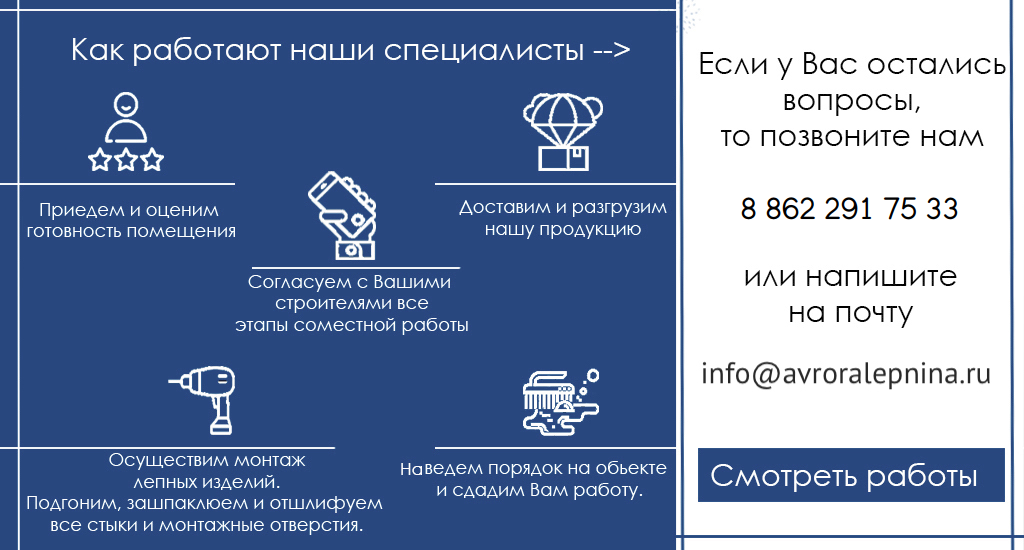 Как работают наши специалисты -->
Приедем и оценим
готовность помещения
Согласуем с Вашими
строителями все
этапы соместной работы
Доставим и разгрузим
нашу продукцию
Осуществим монтаж
лепных изделий.
Подгоним, зашпаклюем и отшлифуем
все стыки и монтажные отверстия.
Наведем порядок на обьекте
и сдадим Вам работу.
Если у Вас остались
вопросы,
то позвоните нам
8 862 291 75 33
или напишите
на почту
info@avroralepnina.ru
Смотреть работы